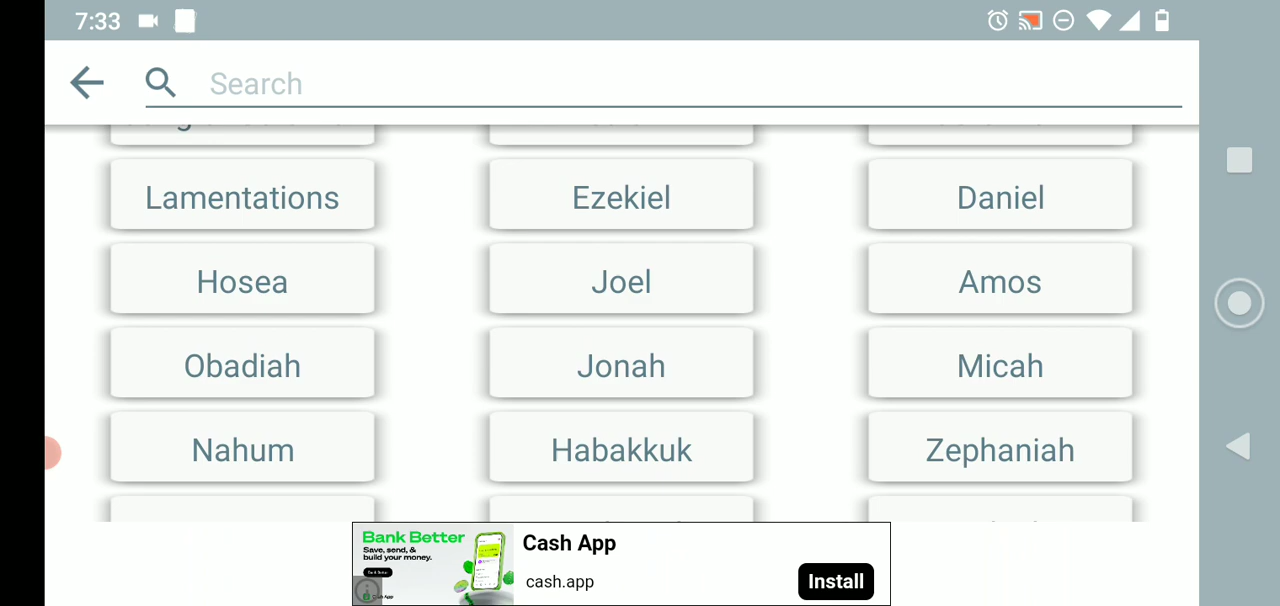 7:33
Search
Lamentations Ezekiel Daniel
Hosea Joel Amos
Obadiah Jonah Micah
Nahum Habakkuk Zephaniah
Bank Better
Save, send, &
build your money.
Cash App
cash.app
Install